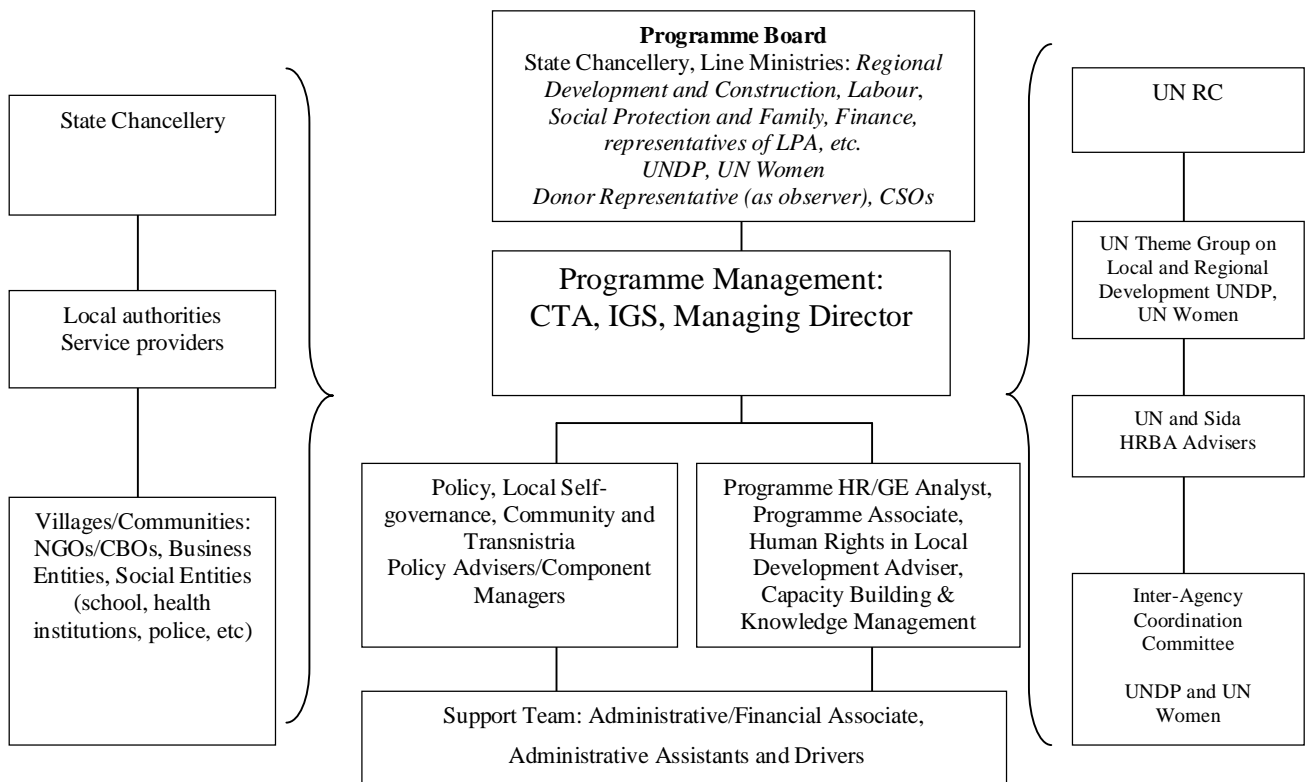 State Chancellery
Local authorities
Service providers
Villages/Communities:
NGOs/CBOs, Business
Entities, Social Entities
(school, health
institutions, police, etc)
Programme Board
State Chancellery, Line Ministries: Regional
Development and Construction, Labour,
Social Protection and Family, Finance,
representatives of LPA, etc.
UNDP, UN Women
Donor Representative (as observer), CSOs
Programme Management:
CTA, IGS, Managing Director
Policy, Local Self-
governance, Community and
Transnistria
Policy Advisers/Component
Managers
Programme HR/GE Analyst,
Programme Associate,
Human Rights in Local
Development Adviser,
Capacity Building &
Knowledge Management
Support Team: Administrative/Financial Associate,
Administrative Assistants and Drivers
UN RC
UN Theme Group on
Local and Regional
Development UNDP,
UN Women
UN and Sida
HRBA Advisers
Inter-Agency
Coordination
Committee
UNDP and UN
Women